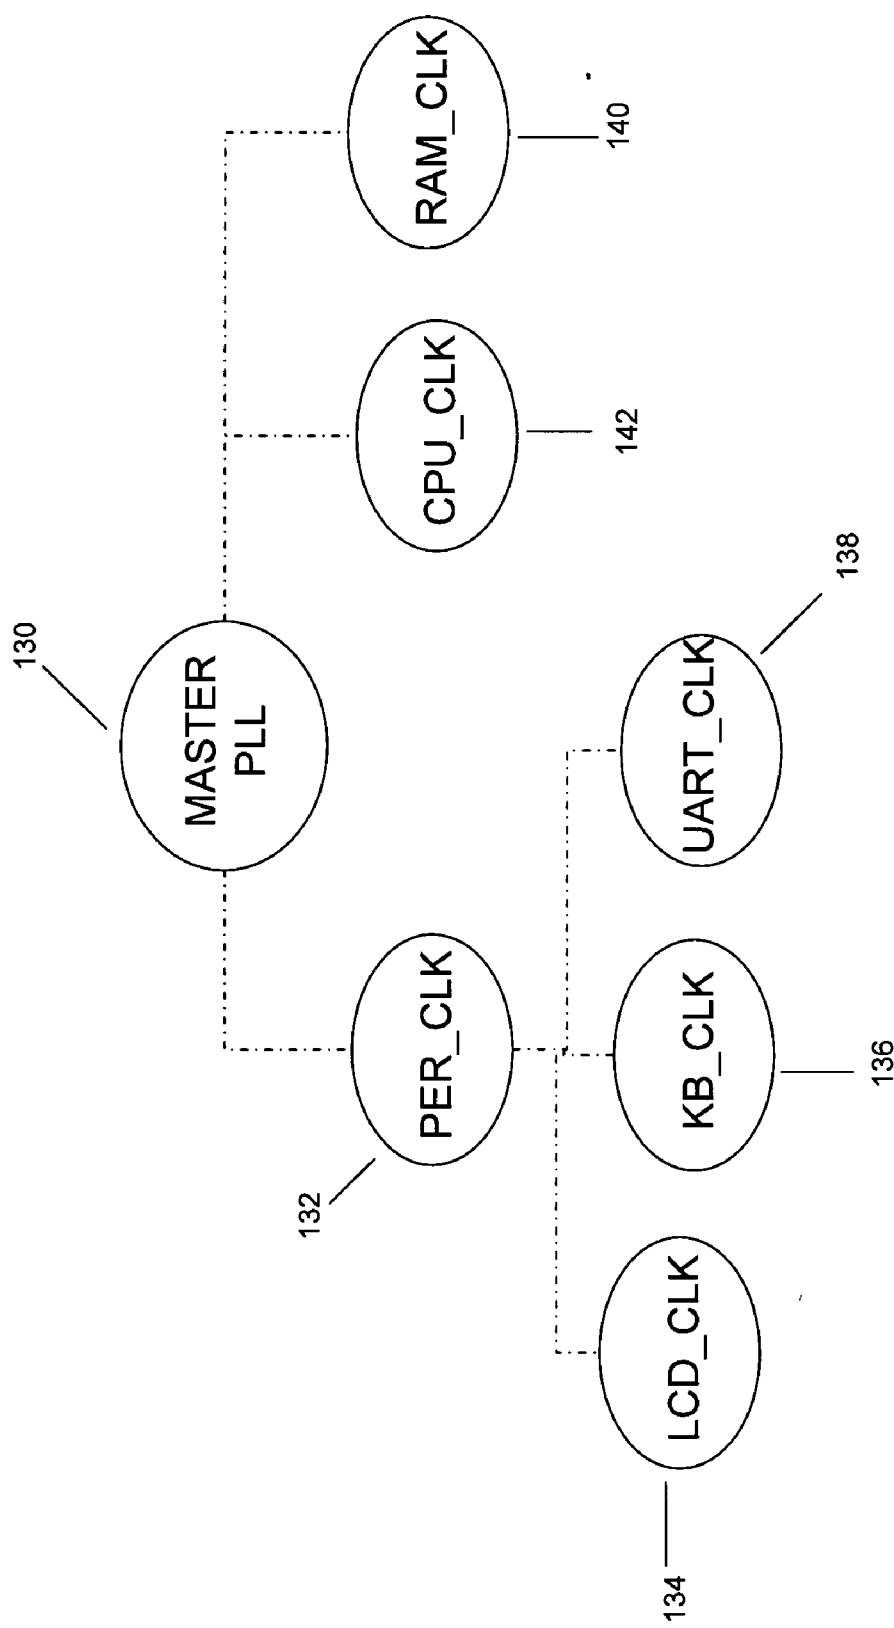 130
MASTER
PLL
132
PER_CLK
CPU_CLK
142
RAM_CLK
140
134
LCD_CLK
KB_CLK
136
UART_CLK
138